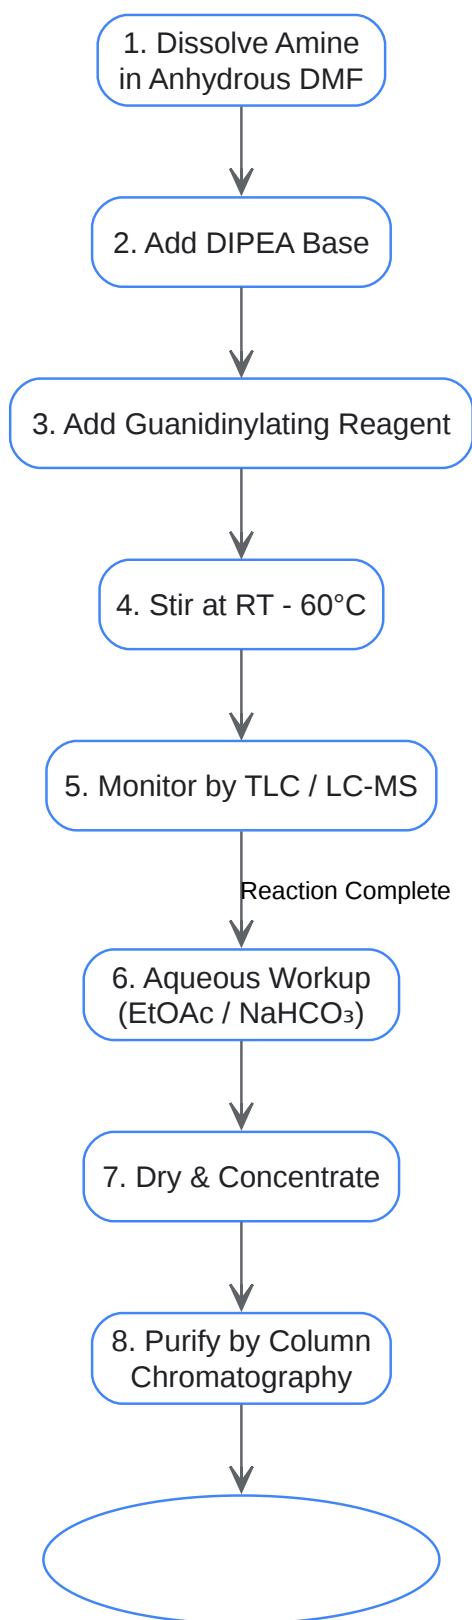 1. Dissolve Amine
in Anhydrous DMF
2. Add DIPEA Base
3. Add Guanidinylating Reagent
4. Stir at RT - 60°C
5. Monitor by TLC / LC-MS
Reaction Complete
6. Aqueous Workup
(EtOAc / NaHCO₃)
7. Dry & Concentrate
8. Purify by Column
Chromatography